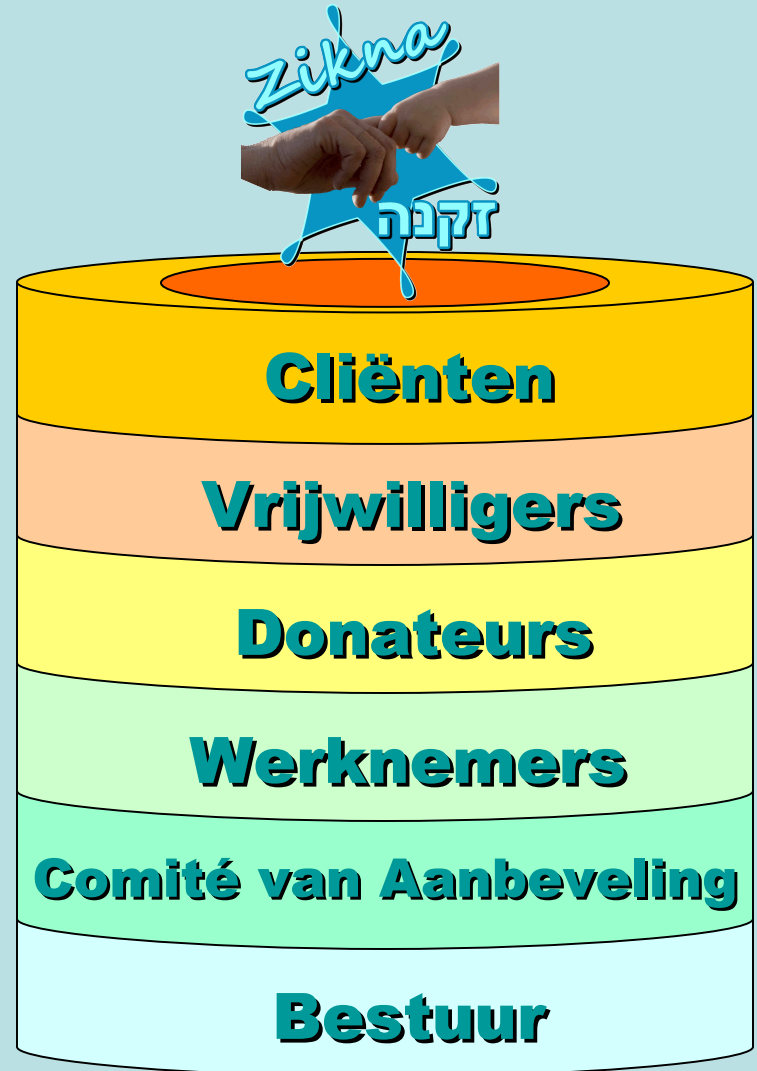 Zikna
זקנה
Cliënten
Vrijwilligers
Donateurs
Werknemers
Comité van Aanbeveling
Bestuur